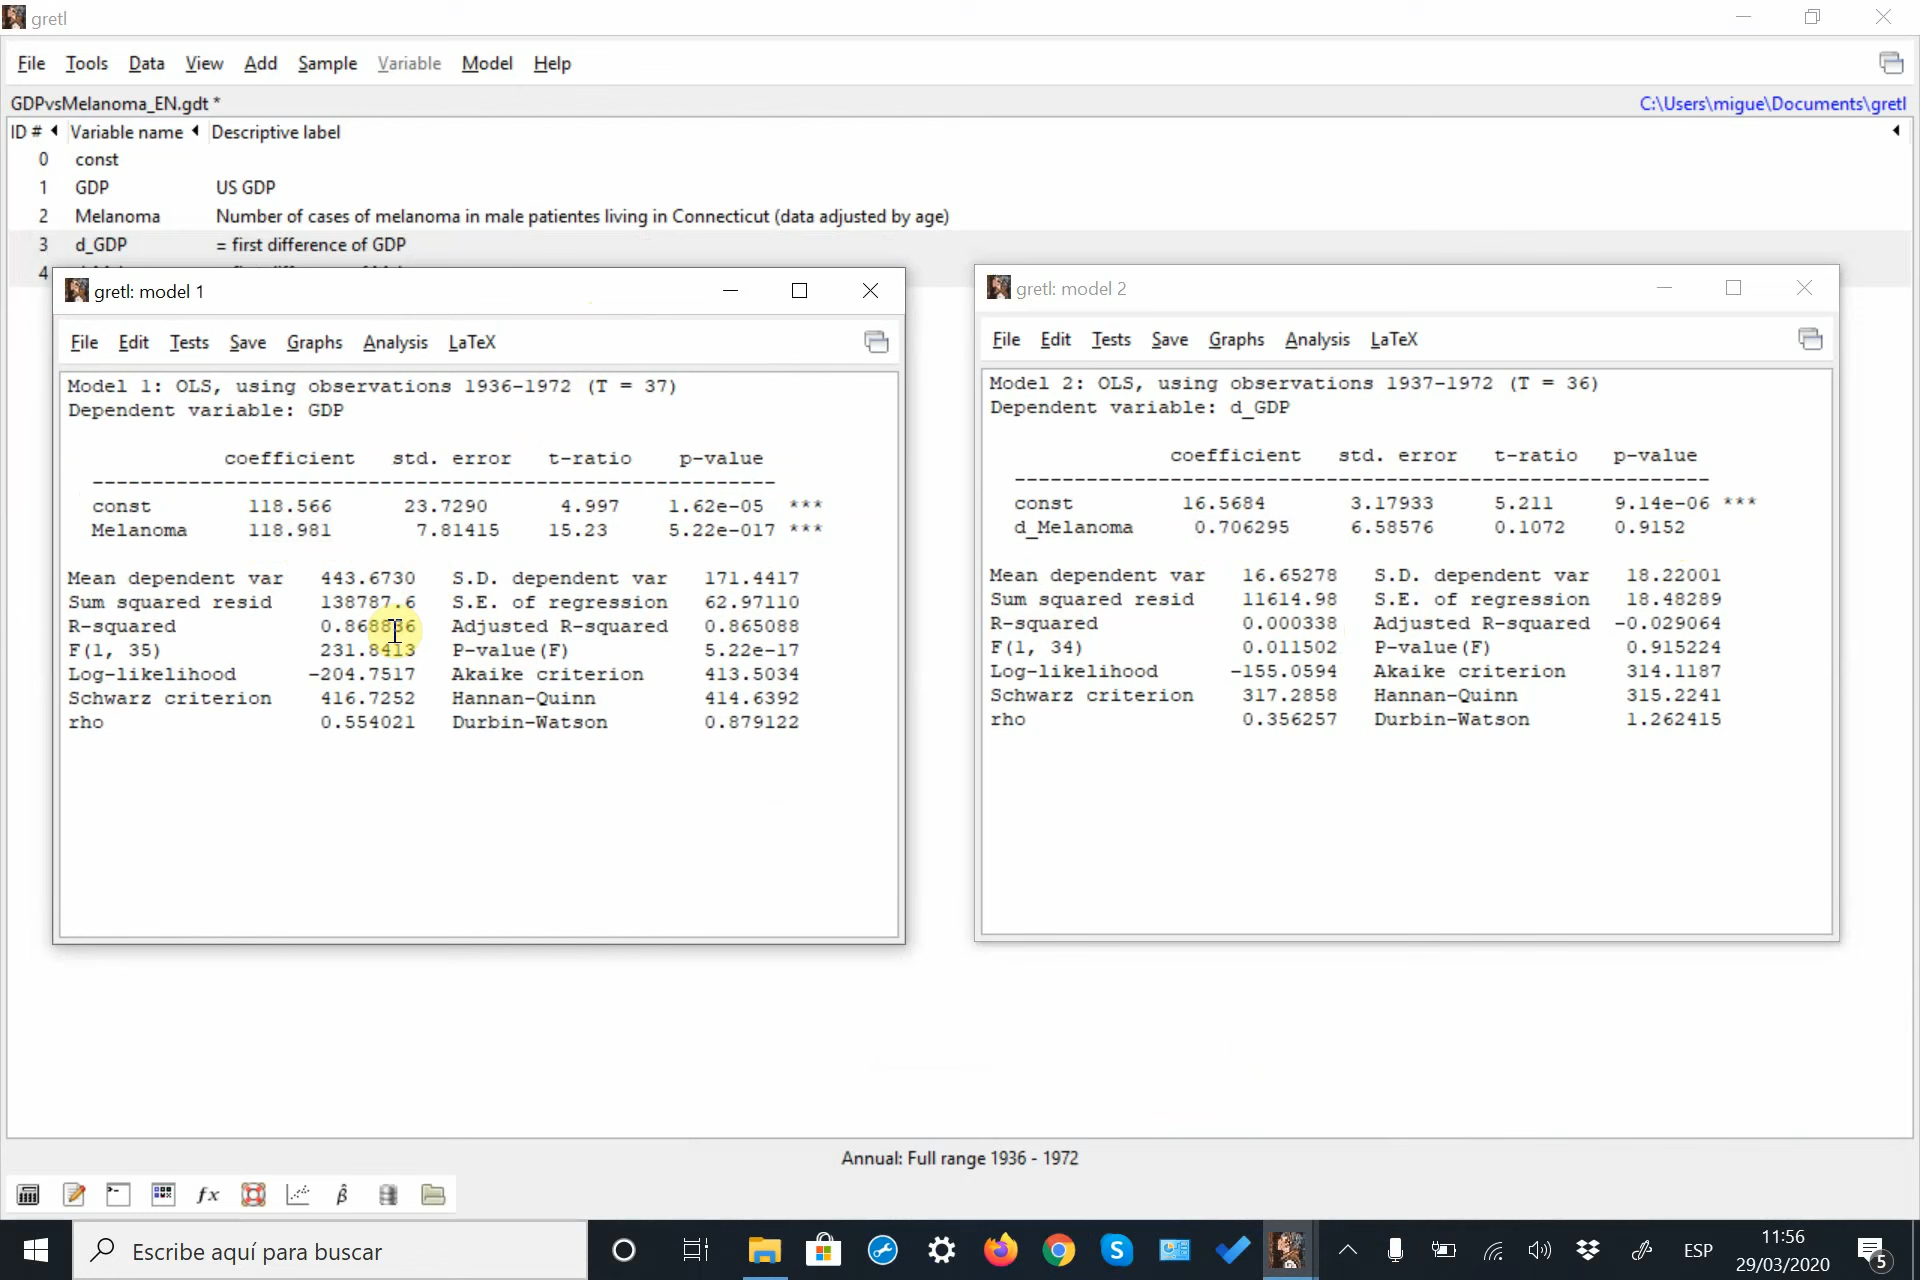 gretl
File Tools Data View Add Sample Variable Model Help
GDPvsMelanoma_EN.gdt * C:\Users\migue\Documents\gretl
ID # Variable name Descriptive label
0 const
1 GDP US GDP
2 Melanoma Number of cases of melanoma in male patientes living in Connecticut (data adjusted by age)
3 d_GDP = first difference of GDP
4
gretl: model 1
File Edit Tests Save Graphs Analysis LaTeX
Model 1: OLS, using observations 1936-1972 (T = 37)
Dependent variable: GDP
coefficient std. error t-ratio p-value
const 118.566 23.7290 4.997 1.62e-05 ***
Melanoma 118.981 7.81415 15.23 5.22e-017 ***
Mean dependent var 443.6730 S.D. dependent var 171.4417
Sum squared resid 138787.6 S.E. of regression 62.97110
R-squared 0.868836 Adjusted R-squared 0.865088
F(1, 35) 231.8413 P-value(F) 5.22e-17
Log-likelihood -204.7517 Akaike criterion 413.5034
Schwarz criterion 416.7252 Hannan-Quinn 414.6392
rho 0.554021 Durbin-Watson 0.879122
gretl: model 2
File Edit Tests Save Graphs Analysis LaTeX
Model 2: OLS, using observations 1937-1972 (T = 36)
Dependent variable: d_GDP
coefficient std. error t-ratio p-value
const 16.5684 3.17933 5.211 9.14e-06 ***
d_Melanoma 0.706295 6.58576 0.1072 0.9152
Mean dependent var 16.65278 S.D. dependent var 18.22001
Sum squared resid 11614.98 S.E. of regression 18.48289
R-squared 0.000338 Adjusted R-squared -0.029064
F(1, 34) 0.011502 P-value(F) 0.915224
Log-likelihood -155.0594 Akaike criterion 314.1187
Schwarz criterion 317.2858 Hannan-Quinn 315.2241
rho 0.356257 Durbin-Watson 1.262415
Annual: Full range 1936 - 1972
fx β̂
Escribe aquí para buscar
ESP
11:56
29/03/2020
5